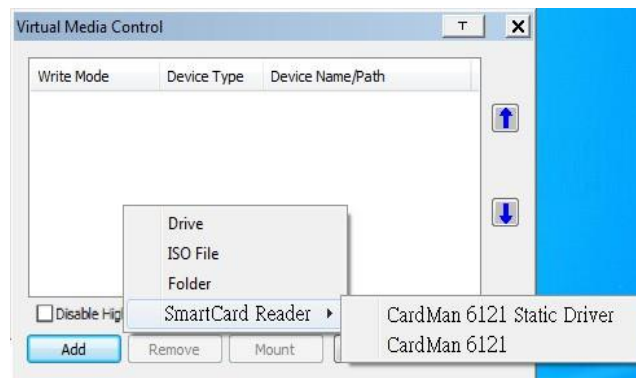 Virtual Media Control T X
Write Mode Device Type Device Name/Path
Drive
ISO File
Folder
SmartCard Reader
CardMan 6121 Static Driver
CardMan 6121
Disable
Add Remove Mount